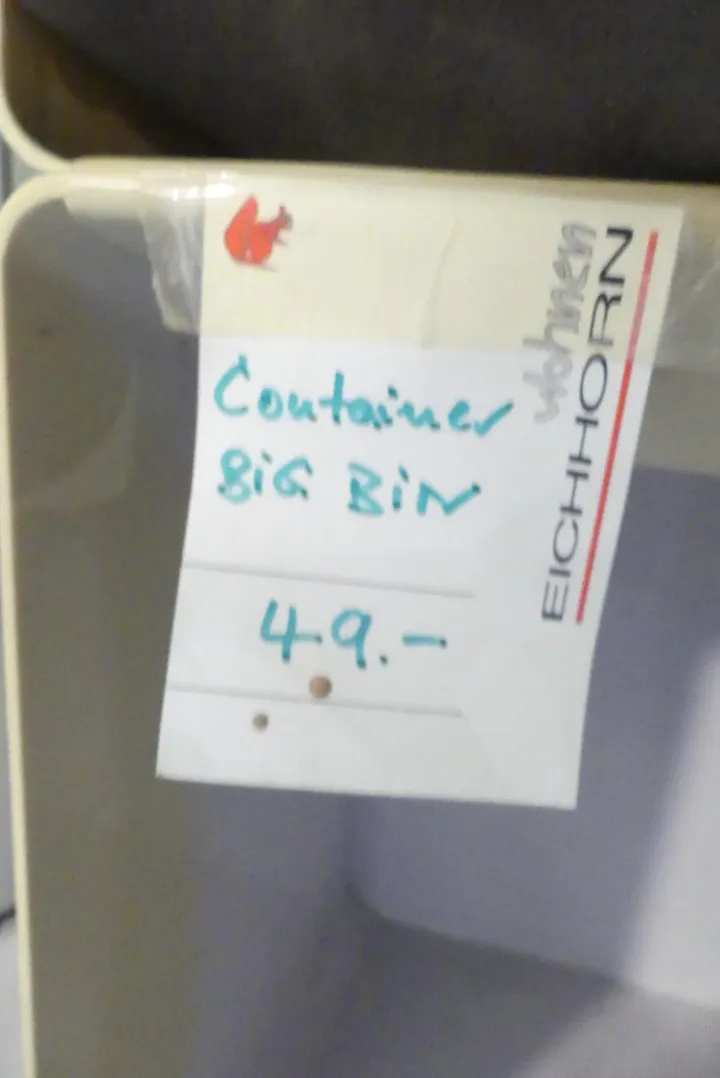 Container
BIG BIN
49.-
wohnen
EICHHORN